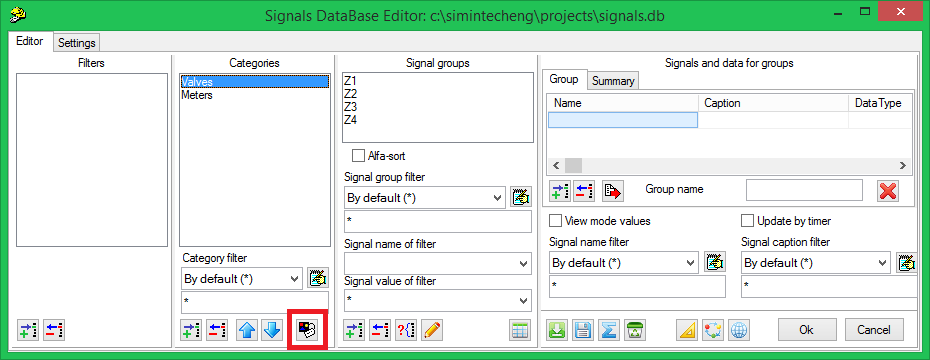 Signals DataBase Editor: c:\simintecheng\projects\signals.db
Editor
Settings
Filters
Categories
Valves
Meters
Category filter
By default (*)
*
Signal groups
Z1
Z2
Z3
Z4
Alfa-sort
Signal group filter
By default (*)
*
Signal name of filter
Signal value of filter
*
Signals and data for groups
Group
Summary
Name
Caption
DataType
Group name
View mode values
Update by timer
Signal name filter
Signal caption filter
By default (*)
By default (*)
*
*
Ok
Cancel